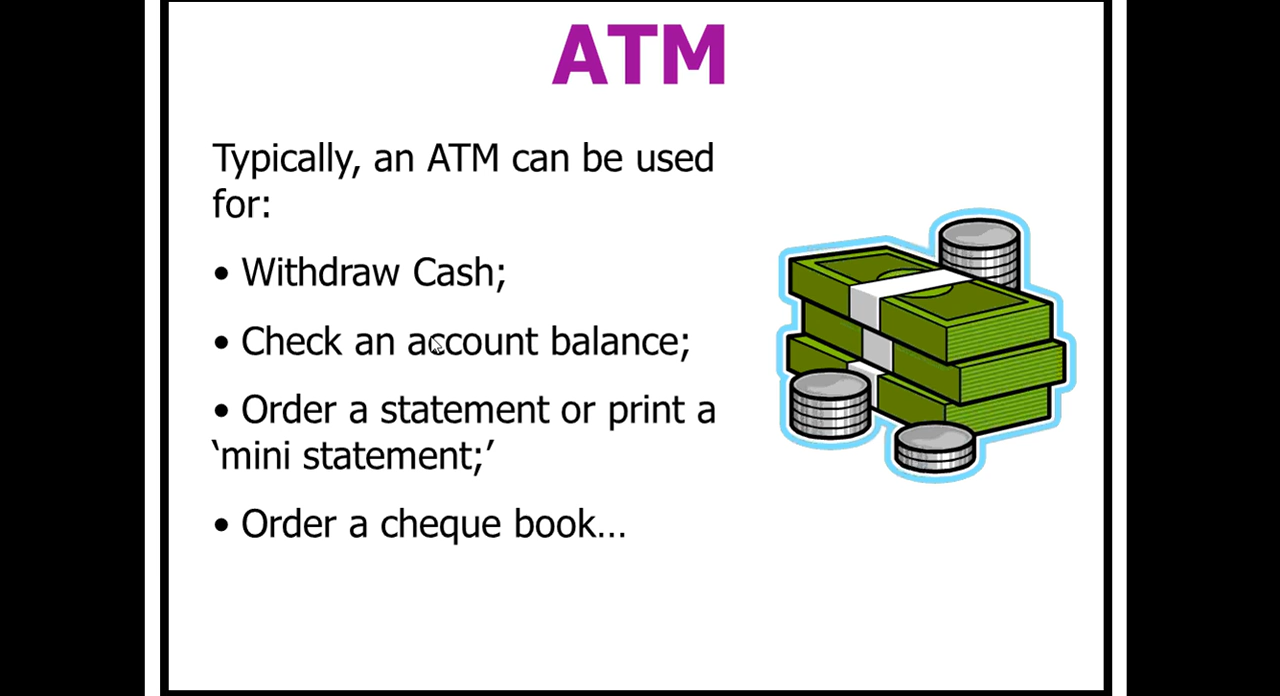 ATM
Typically, an ATM can be used
for:
• Withdraw Cash;
• Check an account balance;
• Order a statement or print a
‘mini statement;’
• Order a cheque book…